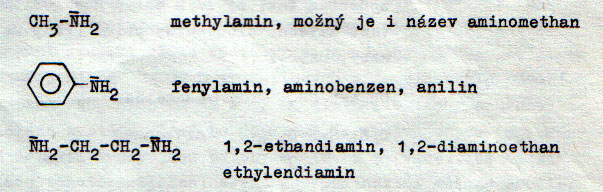 CH₃-N̄H₂ methylamin, možný je i název aminomethan
-N̄H₂ fenylamin, aminobenzen, anilin
N̄H₂-CH₂-CH₂-N̄H₂ 1,2-ethandiamin, 1,2-diaminoethan
ethylendiamin